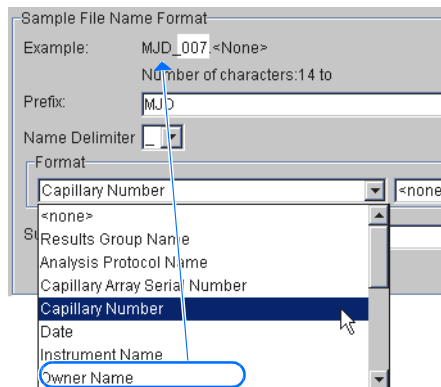 Sample File Name Format
Example: MJD_007.<None>
Number of characters:14 to
Prefix: MJD
Name Delimiter _
Format
Capillary Number <none
<none>
Results Group Name
Analysis Protocol Name
Capillary Array Serial Number
Capillary Number
Date
Instrument Name
Owner Name